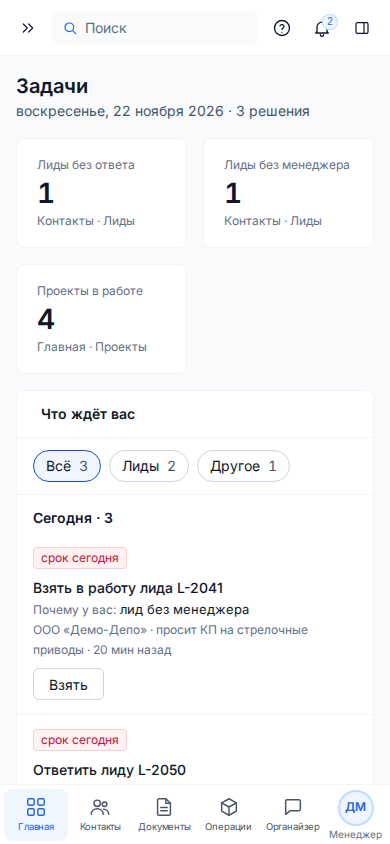 Поиск
2
Задачи
воскресенье, 22 ноября 2026 · 3 решения
Лиды без ответа
1
Контакты · Лиды
Лиды без менеджера
1
Контакты · Лиды
Проекты в работе
4
Главная · Проекты
Что ждёт вас
Всё 3
Лиды 2
Другое 1
Сегодня · 3
срок сегодня
Взять в работу лида L-2041
Почему у вас: лид без менеджера
ООО «Демо-Депо» · просит КП на стрелочные
приводы · 20 мин назад
Взять
срок сегодня
Ответить лиду L-2050
Главная
Контакты
Документы
Операции
Органайзер
ДМ
Менеджер